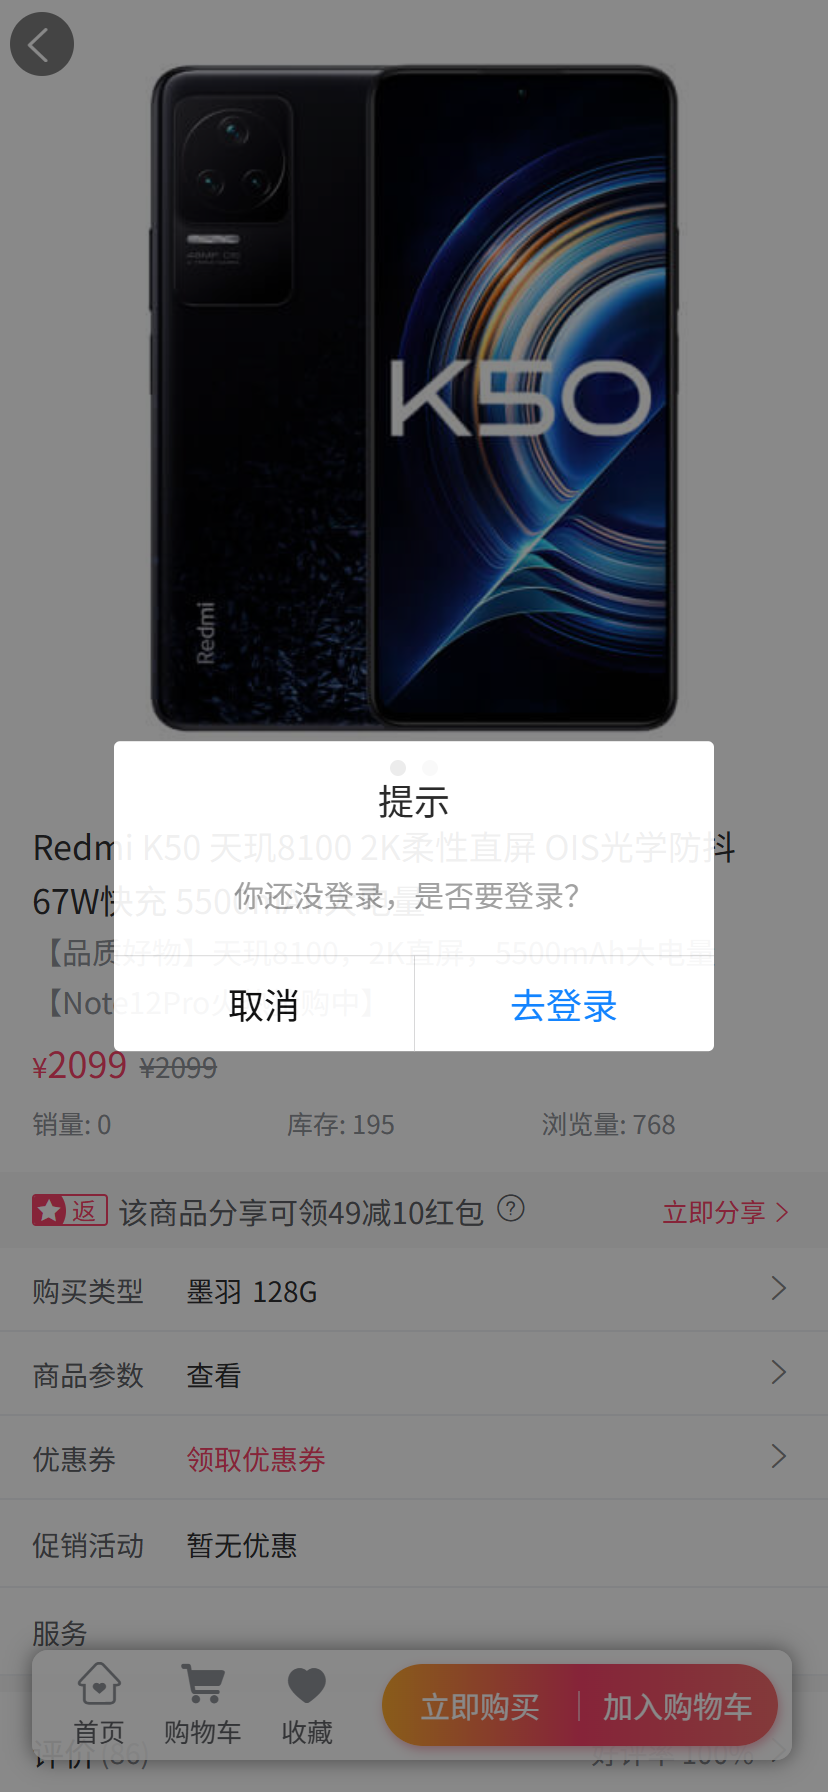 K50
Redmi
提示
Redmi K50 天玑8100 2K柔性直屏 OIS光学防抖
67W快充 5500mAh大电量
你还没登录，是否要登录？
【品质好物】天玑8100，2K直屏，5500mAh大电量
【Note12Pro火热抢购中】
取消
去登录
¥2099 ¥2099
销量: 0 库存: 195 浏览量: 768
返 该商品分享可领49减10红包 ? 立即分享
购买类型 墨羽 128G
商品参数 查看
优惠券 领取优惠券
促销活动 暂无优惠
服务
首页 购物车 收藏 立即购买 加入购物车
评价 (86) 好评率 100%